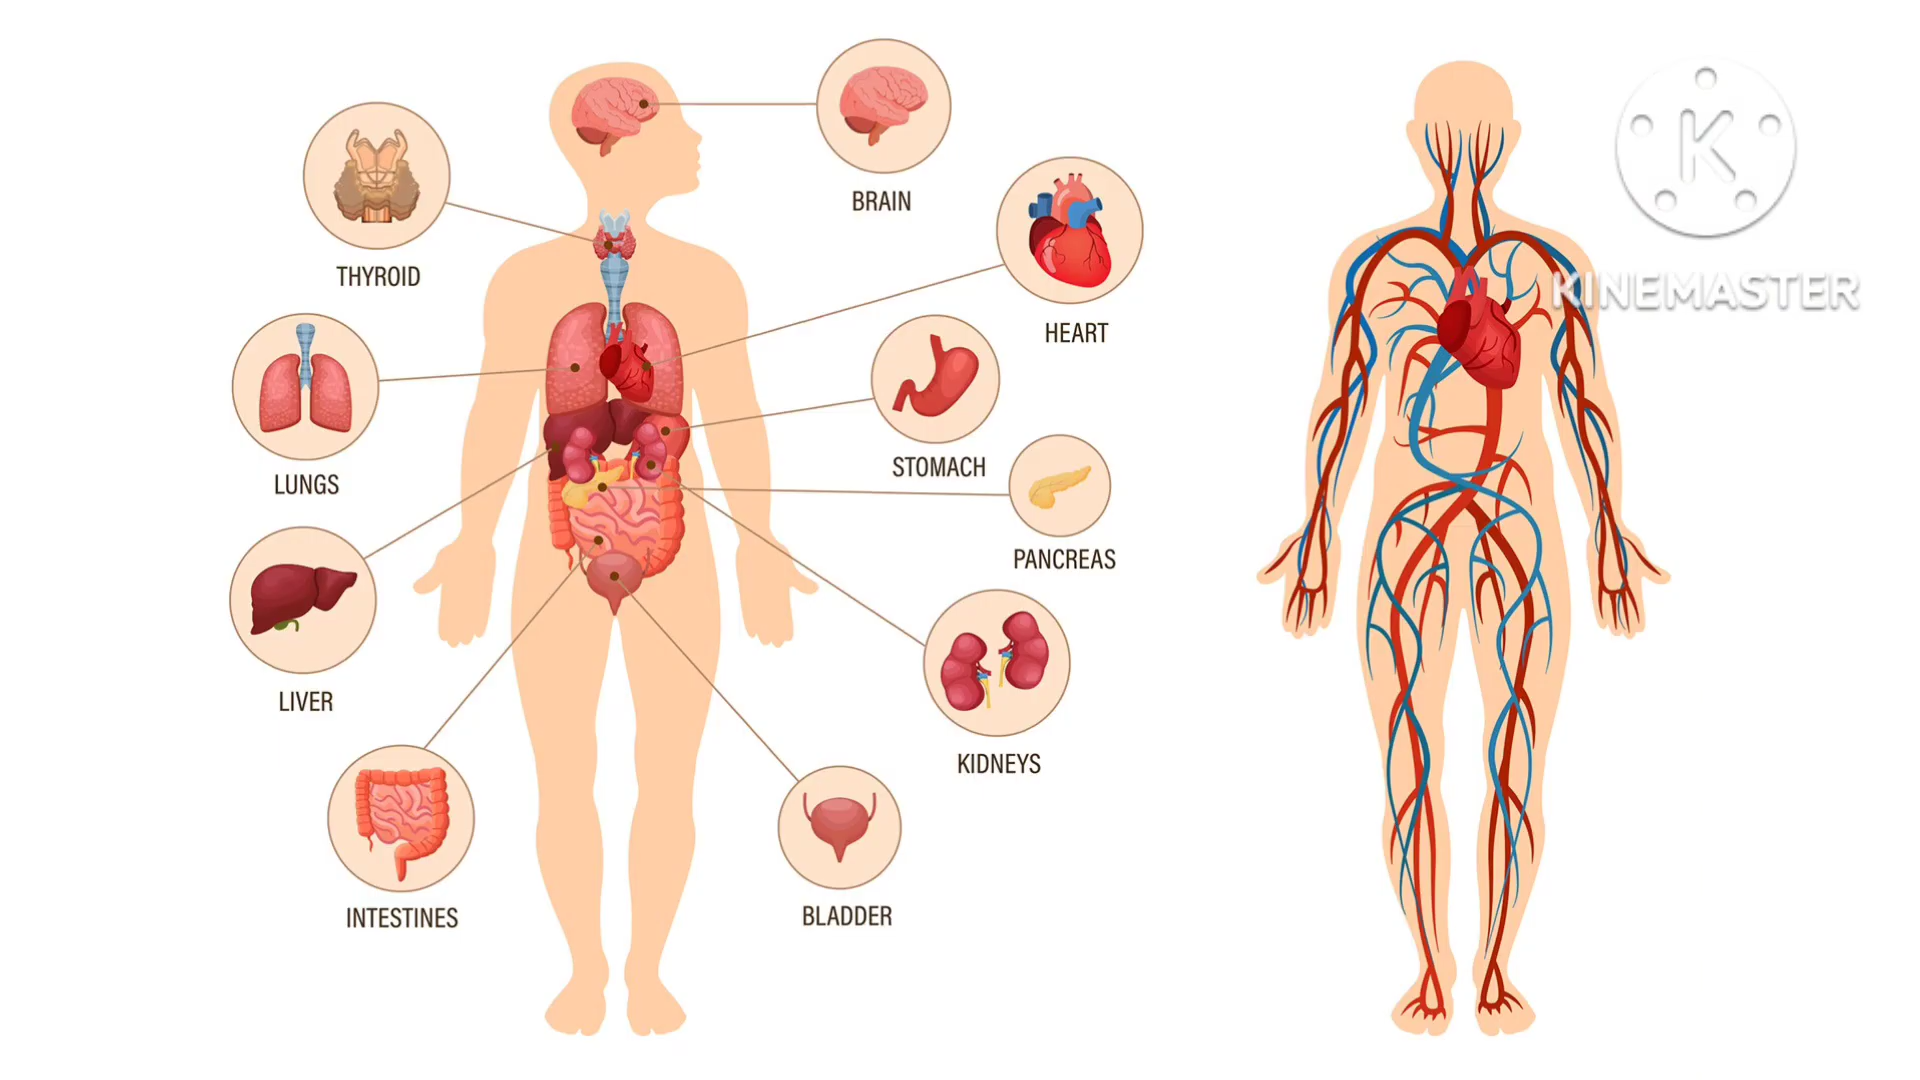 BRAIN
THYROID
HEART
STOMACH
LUNGS
PANCREAS
LIVER
KIDNEYS
INTESTINES
BLADDER
K
KINEMASTER